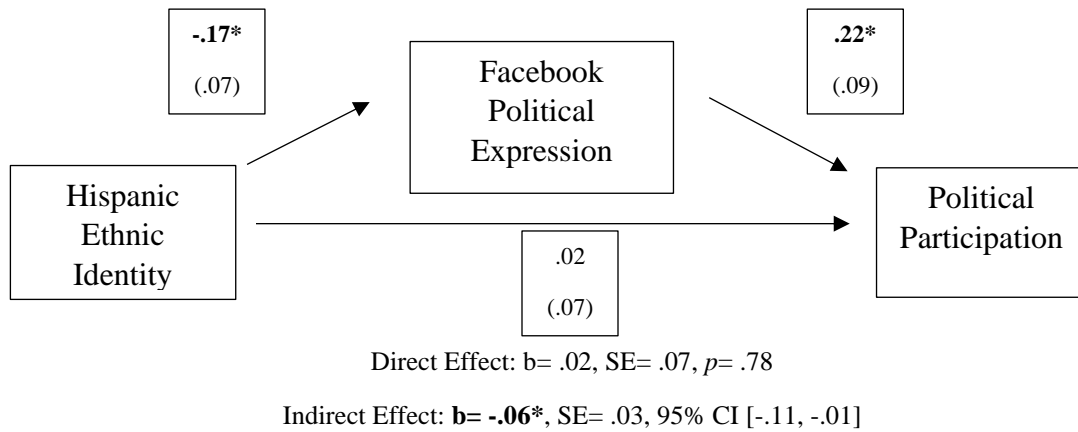 -.17*
(.07)
Facebook
Political
Expression
.22*
(.09)
Hispanic
Ethnic
Identity
.02
(.07)
Political
Participation
Direct Effect: b= .02, SE= .07, p= .78
Indirect Effect: b= -.06*, SE= .03, 95% CI [-.11, -.01]